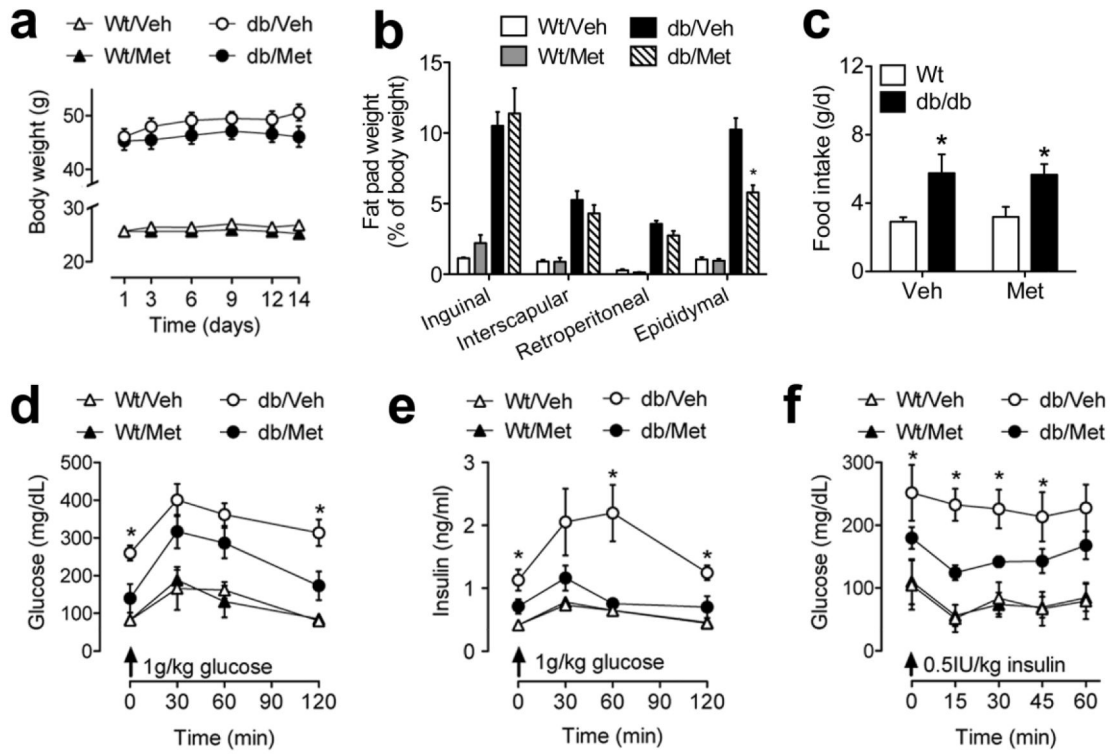 a
Wt/Veh
db/Veh
Wt/Met
db/Met
Body weight (g)
50
40
30
20
1 3 6 9 12 14
Time (days)
b
Wt/Veh
db/Veh
Wt/Met
db/Met
Fat pad weight
(% of body weight)
15
10
5
0
*
Inguinal
Interscapular
Retroperitoneal
Epididymal
c
Wt
db/db
Food intake (g/d)
12
8
4
0
* *
Veh Met
d
Wt/Veh
db/Veh
Wt/Met
db/Met
Glucose (mg/dL)
500
400
300
200
100
0
* *
1g/kg glucose
0 30 60 90 120
Time (min)
e
Wt/Veh
db/Veh
Wt/Met
db/Met
Insulin (ng/ml)
3
2
1
0
* * *
1g/kg glucose
0 30 60 90 120
Time (min)
f
Wt/Veh
db/Veh
Wt/Met
db/Met
Glucose (mg/dL)
300
200
100
0
* * * *
0.5IU/kg insulin
0 15 30 45 60
Time (min)